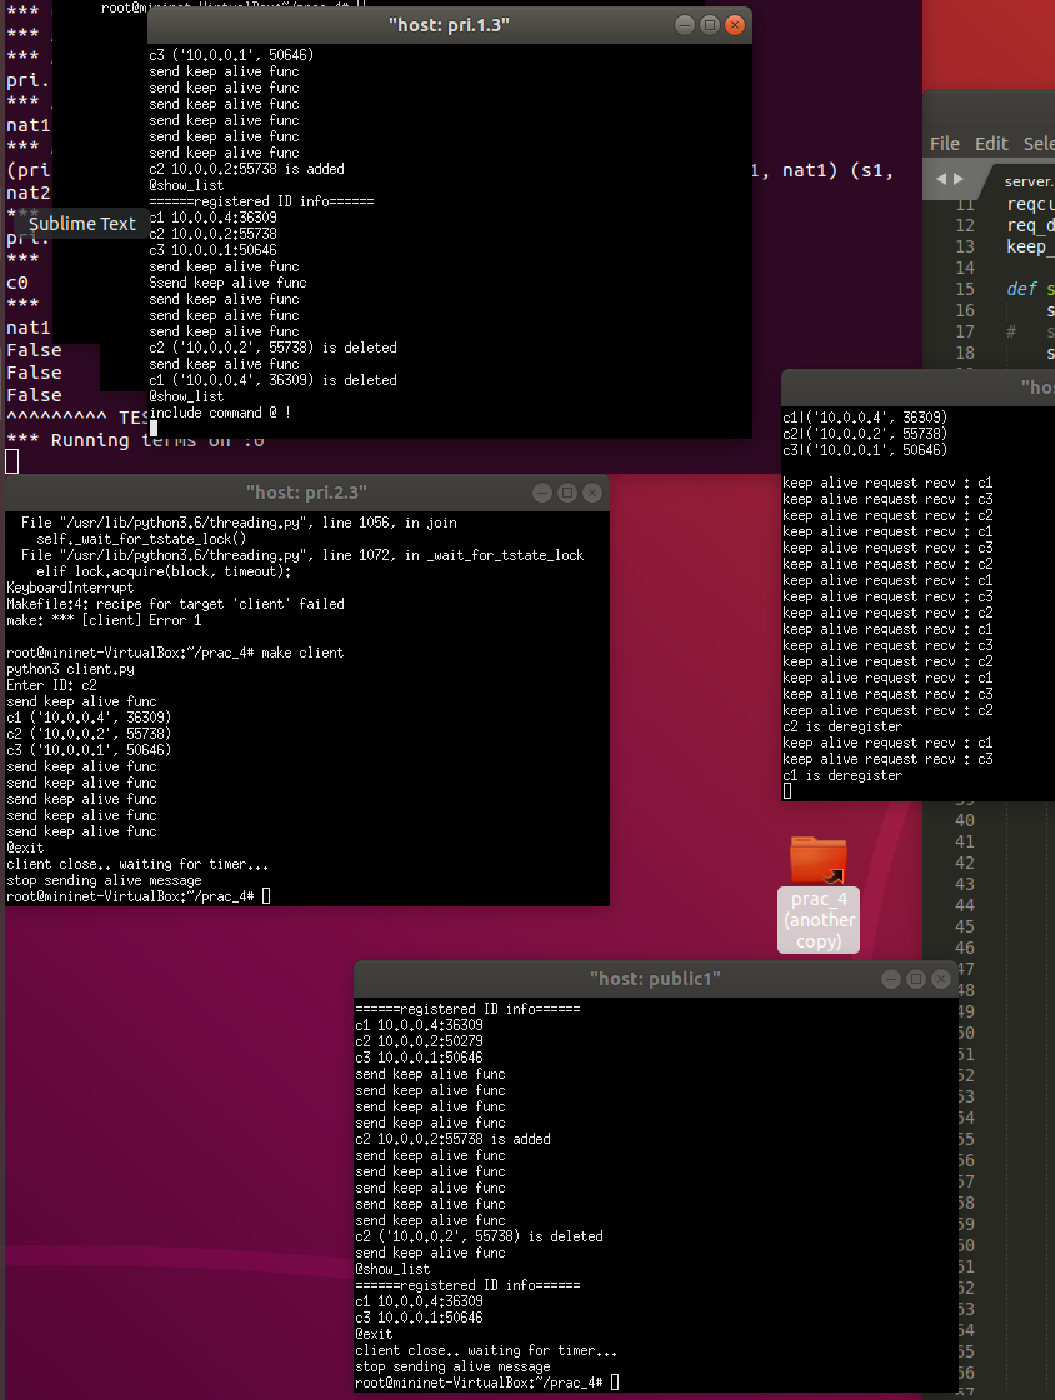 *** 
root@mininet-VirtualBox:~/prac_4#
"host: pri.1.3"
c3 ('10.0.0.1', 50646)
send keep alive func
send keep alive func
send keep alive func
send keep alive func
send keep alive func
send keep alive func
c2 10.0.0.2:55738 is added
@show_list
======registered ID info======
c1 10.0.0.4:36309
c2 10.0.0.2:55738
c3 10.0.0.1:50646
send keep alive func
Ssend keep alive func
send keep alive func
send keep alive func
send keep alive func
c2 ('10.0.0.2', 55738) is deleted
send keep alive func
c1 ('10.0.0.4', 36309) is deleted
@show_list
include command @ !
***
***
pri.
***
nat1
***
(pri
1, nat1) (s1,
nat2
Sublime Text
pri.
***
c0
***
nat1
False
False
False
^^^^^^^^^ TES
*** Running terms on :0
File Edit Sele
server.
11 reqcu
12 req_d
13 keep_
14
15 def s
16 s
17 # s
18 s
"hos
c1|('10.0.0.4', 36309)
c2|('10.0.0.2', 55738)
c3|('10.0.0.1', 50646)
keep alive request recv : c1
keep alive request recv : c3
keep alive request recv : c2
keep alive request recv : c1
keep alive request recv : c3
keep alive request recv : c2
keep alive request recv : c1
keep alive request recv : c3
keep alive request recv : c2
keep alive request recv : c1
keep alive request recv : c3
keep alive request recv : c2
keep alive request recv : c1
keep alive request recv : c3
keep alive request recv : c2
c2 is deregister
keep alive request recv : c1
keep alive request recv : c3
c1 is deregister
"host: pri.2.3"
File "/usr/lib/python3.6/threading.py", line 1056, in join
self._wait_for_tstate_lock()
File "/usr/lib/python3.6/threading.py", line 1072, in _wait_for_tstate_lock
elif lock.acquire(block, timeout):
KeyboardInterrupt
Makefile:4: recipe for target 'client' failed
make: *** [client] Error 1
root@mininet-VirtualBox:~/prac_4# make client
python3 client.py
Enter ID: c2
send keep alive func
c1 ('10.0.0.4', 36309)
c2 ('10.0.0.2', 55738)
c3 ('10.0.0.1', 50646)
send keep alive func
send keep alive func
send keep alive func
send keep alive func
send keep alive func
@exit
client close.. waiting for timer...
stop sending alive message
root@mininet-VirtualBox:~/prac_4#
prac_4
(another
copy)
40
41
42
43
44
45
46
47
48
49
50
51
52
53
54
55
56
57
58
59
60
61
62
63
64
65
66
67
"host: public1"
======registered ID info======
c1 10.0.0.4:36309
c2 10.0.0.2:50279
c3 10.0.0.1:50646
send keep alive func
send keep alive func
send keep alive func
send keep alive func
c2 10.0.0.2:55738 is added
send keep alive func
send keep alive func
send keep alive func
send keep alive func
send keep alive func
c2 ('10.0.0.2', 55738) is deleted
send keep alive func
@show_list
======registered ID info======
c1 10.0.0.4:36309
c3 10.0.0.1:50646
@exit
client close.. waiting for timer...
stop sending alive message
root@mininet-VirtualBox:~/prac_4#